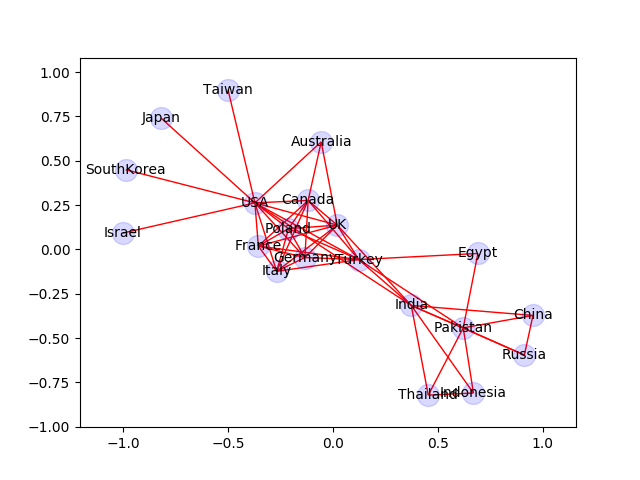 1.00
0.75
0.50
0.25
0.00
−0.25
−0.50
−0.75
−1.00
−1.0
−0.5
0.0
0.5
1.0
Taiwan
Japan
Australia
SouthKorea
Canada
USA
Israel
Poland
UK
France
Germany
Turkey
Egypt
Italy
India
China
Pakistan
Russia
Thailand
Indonesia